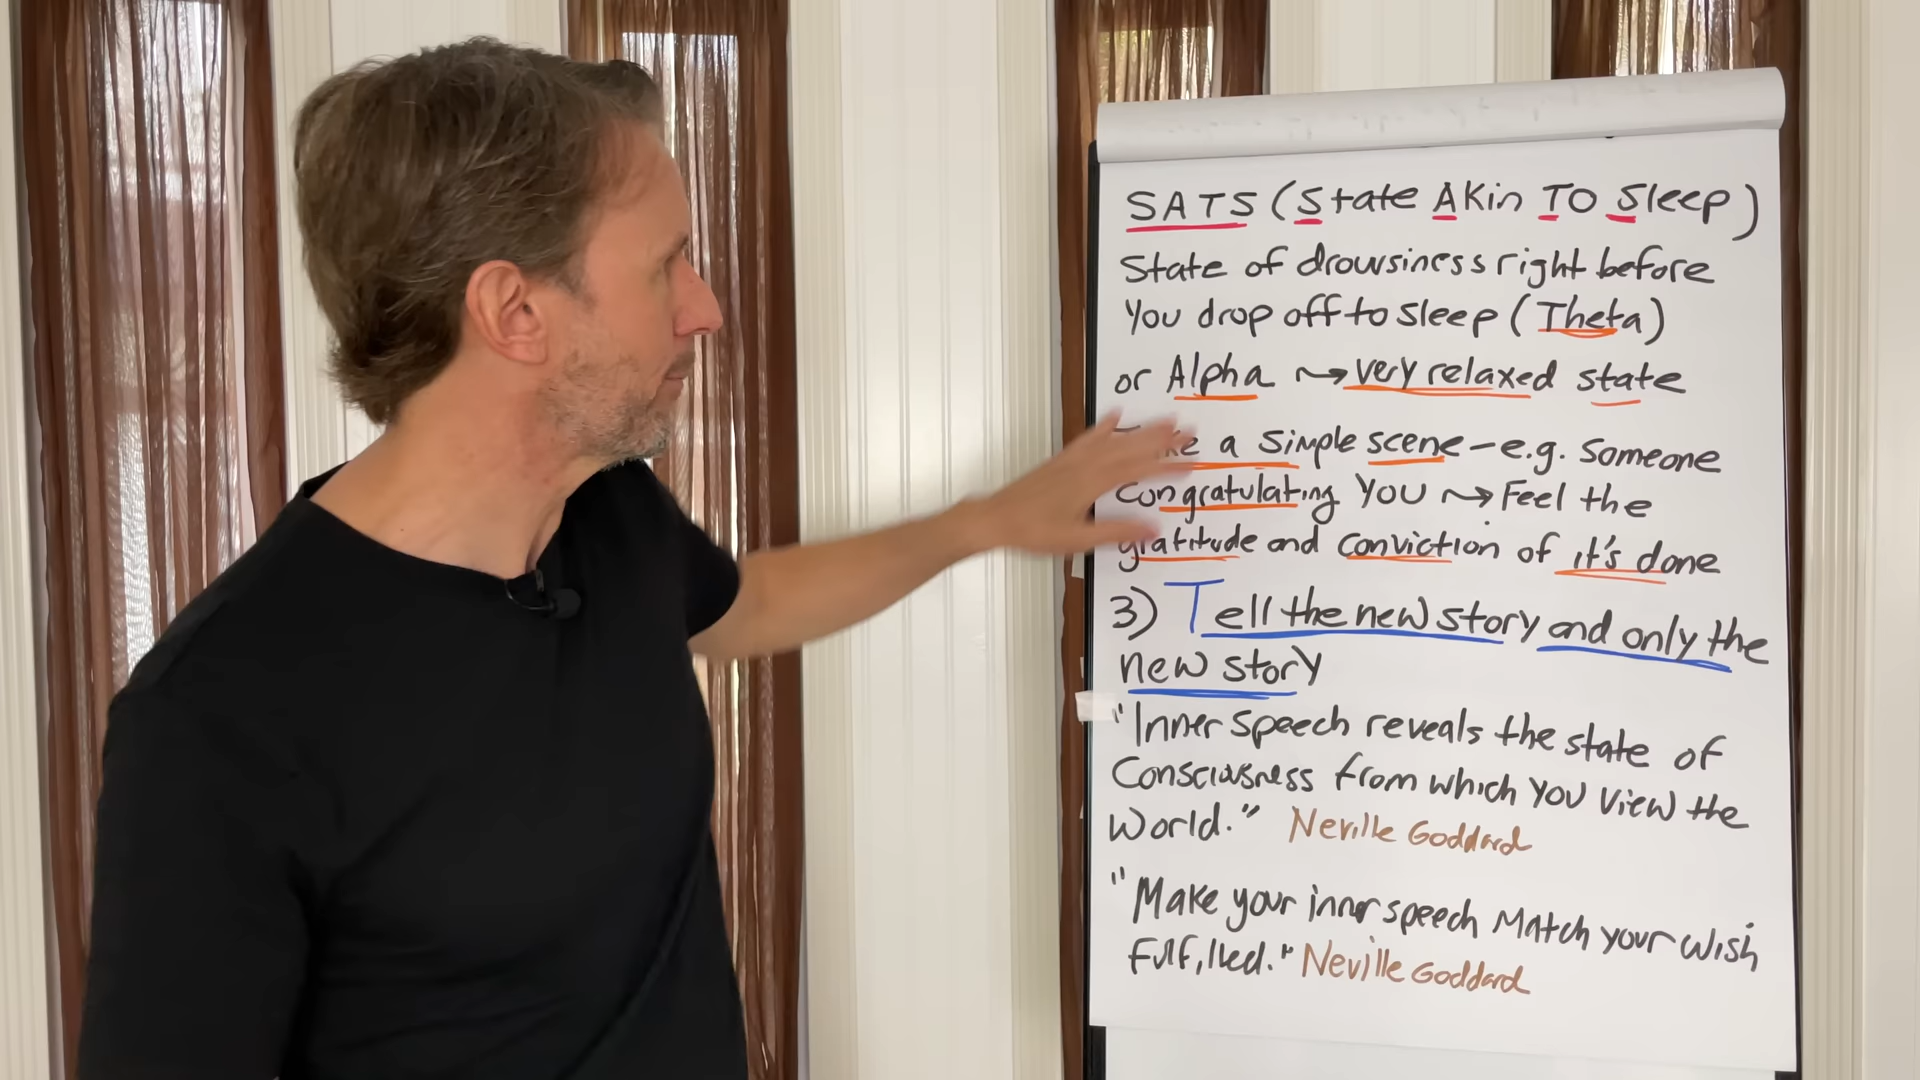 SATS (State Akin TO Sleep)
State of drowsiness right before
You drop off to sleep (Theta)
or Alpha → very relaxed state
a simple scene – e.g. Someone
congratulating YOU → Feel the
gratitude and conviction of it's done
3) Tell the new story and only the
new story
"Inner speech reveals the state of
Consciousness from which you view the
World." Neville Goddard
"Make your inner speech Match your wish
fulfilled." Neville Goddard